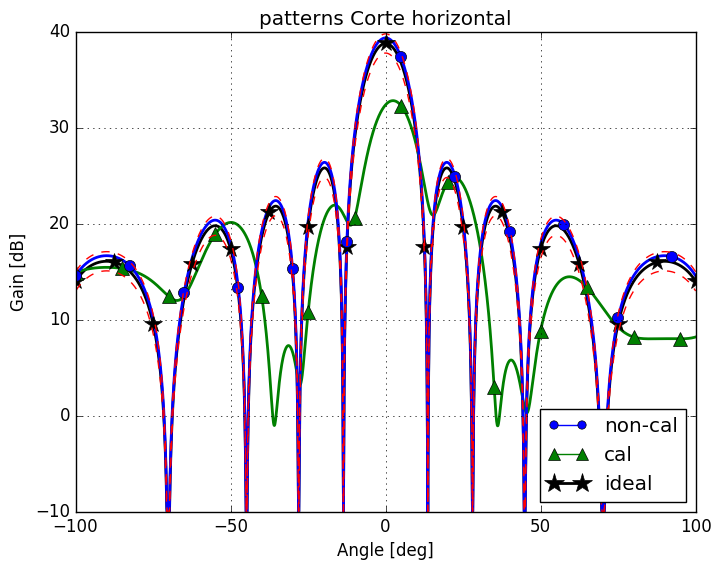 patterns Corte horizontal
40
30
20
10
0
−10
Gain [dB]
−100
−50
0
50
100
Angle [deg]
non-cal
cal
ideal